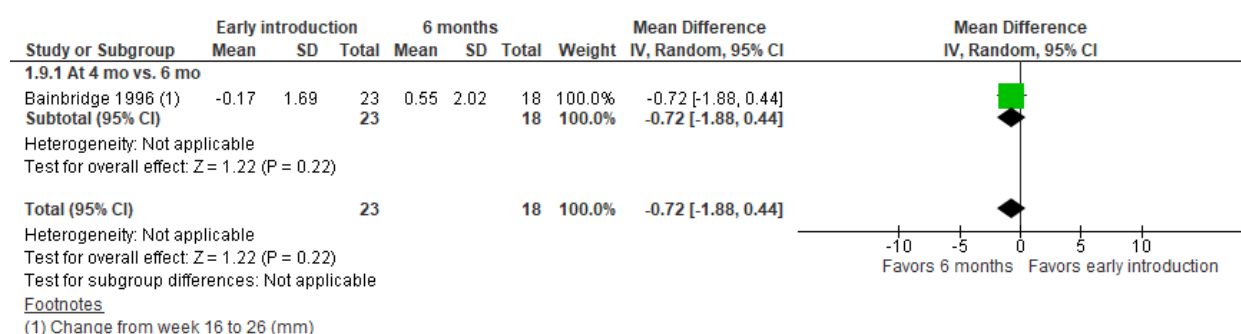 Early introduction 6 months Mean Difference Mean Difference
Study or Subgroup Mean SD Total Mean SD Total Weight IV, Random, 95% CI IV, Random, 95% CI
1.9.1 At 4 mo vs. 6 mo
Bainbridge 1996 (1) -0.17 1.69 23 0.55 2.02 18 100.0% -0.72 [-1.88, 0.44]
Subtotal (95% CI) 23 18 100.0% -0.72 [-1.88, 0.44]
Heterogeneity: Not applicable
Test for overall effect: Z = 1.22 (P = 0.22)
Total (95% CI) 23 18 100.0% -0.72 [-1.88, 0.44]
Heterogeneity: Not applicable
Test for overall effect: Z = 1.22 (P = 0.22)
Test for subgroup differences: Not applicable
-10 -5 0 5 10
Favors 6 months Favors early introduction
Footnotes
(1) Change from week 16 to 26 (mm)